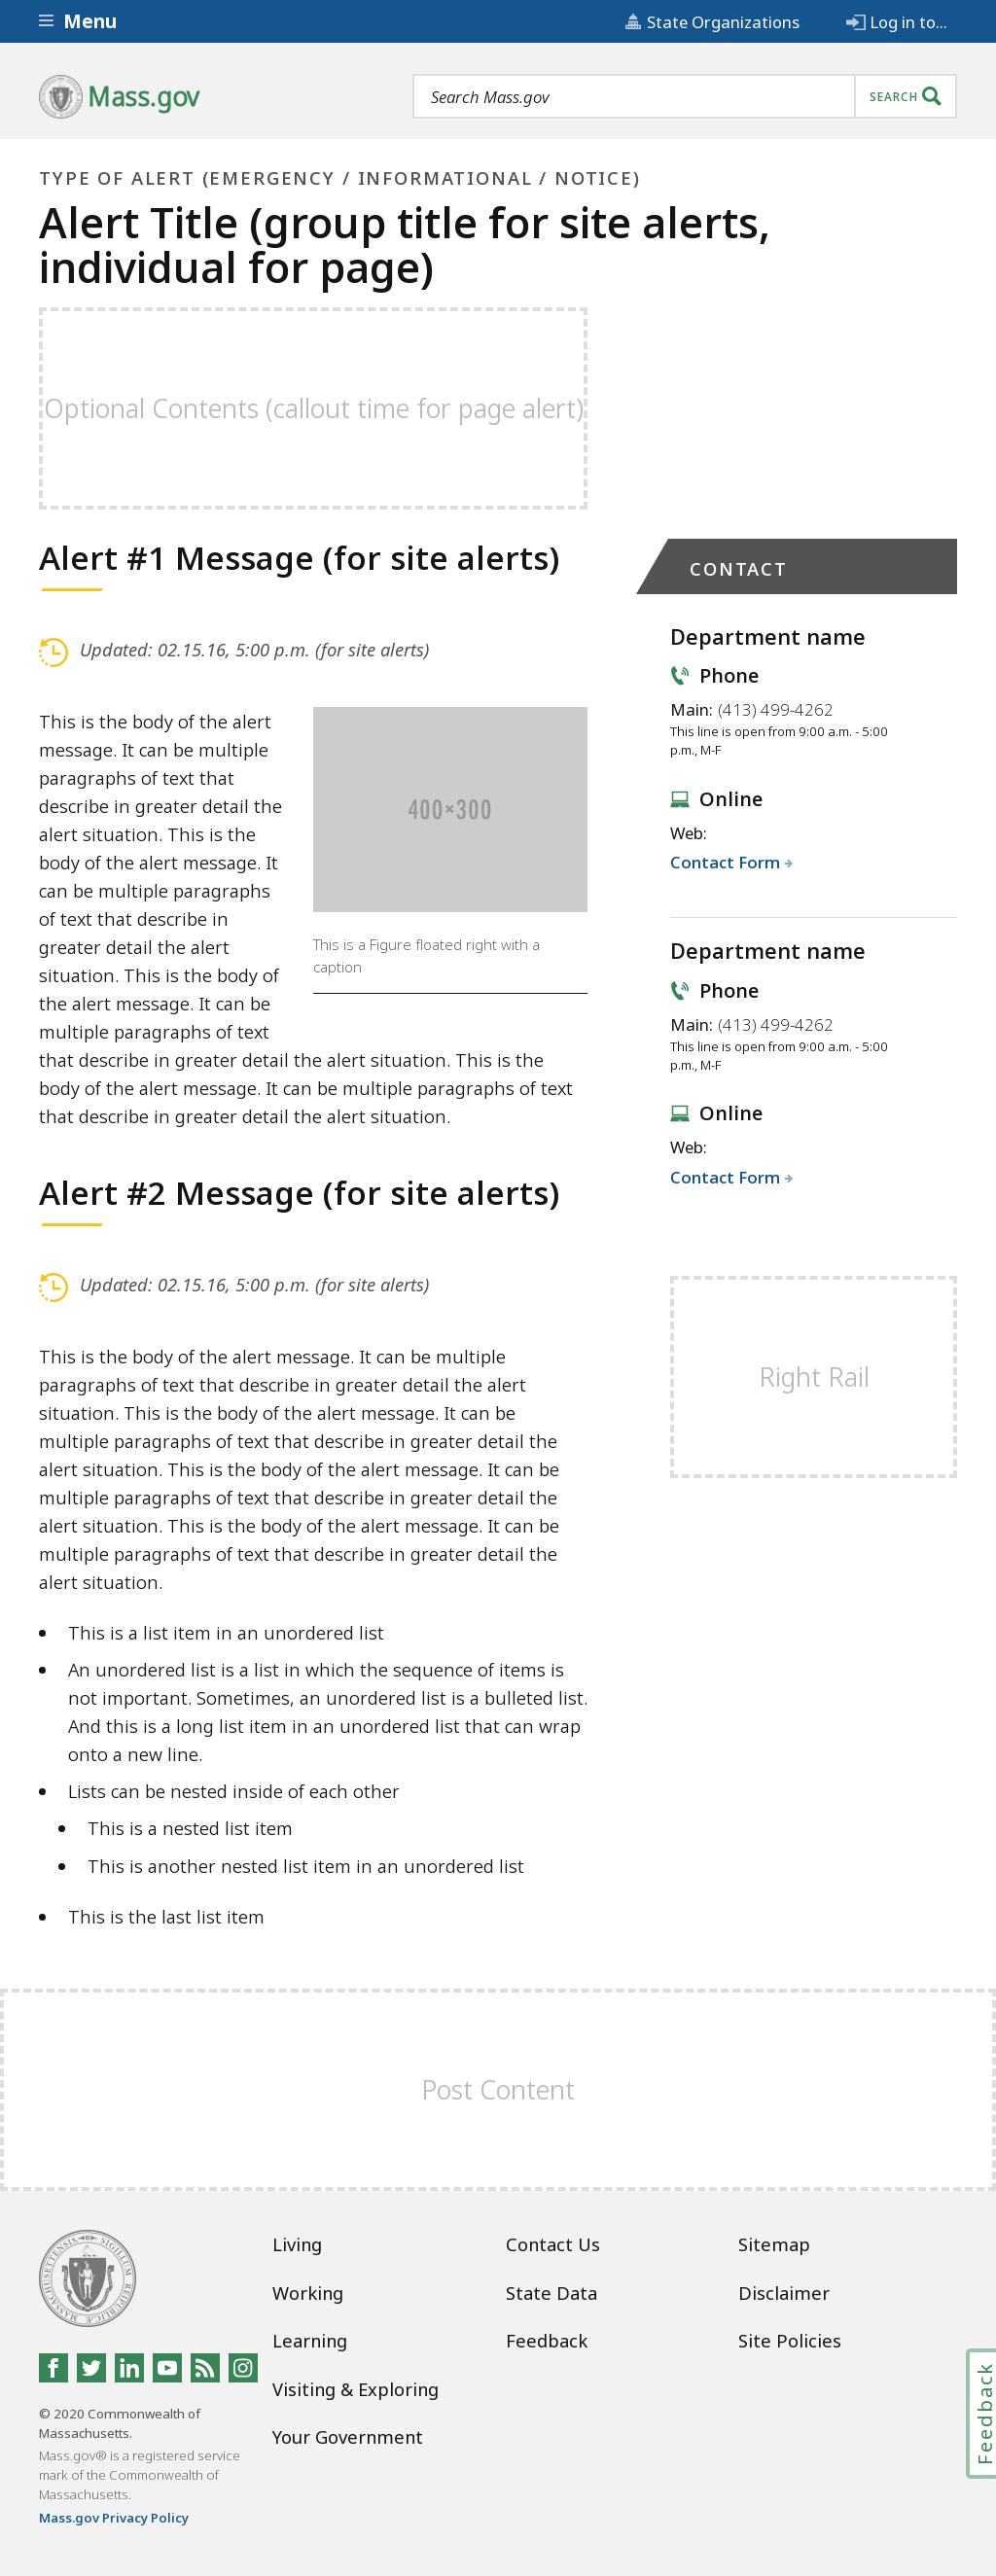 Menu
State Organizations
Log in to...
Mass.gov
Search Mass.gov
SEARCH
TYPE OF ALERT (EMERGENCY / INFORMATIONAL / NOTICE)
Alert Title (group title for site alerts,
individual for page)
Optional Contents (callout time for page alert)
Alert #1 Message (for site alerts)
Updated: 02.15.16, 5:00 p.m. (for site alerts)
This is the body of the alert
message. It can be multiple
paragraphs of text that
describe in greater detail the
alert situation. This is the
body of the alert message. It
can be multiple paragraphs
of text that describe in
greater detail the alert
situation. This is the body of
the alert message. It can be
multiple paragraphs of text
that describe in greater detail the alert situation. This is the
body of the alert message. It can be multiple paragraphs of text
that describe in greater detail the alert situation.
400×300
This is a Figure floated right with a
caption
Alert #2 Message (for site alerts)
Updated: 02.15.16, 5:00 p.m. (for site alerts)
This is the body of the alert message. It can be multiple
paragraphs of text that describe in greater detail the alert
situation. This is the body of the alert message. It can be
multiple paragraphs of text that describe in greater detail the
alert situation. This is the body of the alert message. It can be
multiple paragraphs of text that describe in greater detail the
alert situation. This is the body of the alert message. It can be
multiple paragraphs of text that describe in greater detail the
alert situation.
This is a list item in an unordered list
An unordered list is a list in which the sequence of items is
not important. Sometimes, an unordered list is a bulleted list.
And this is a long list item in an unordered list that can wrap
onto a new line.
Lists can be nested inside of each other
This is a nested list item
This is another nested list item in an unordered list
This is the last list item
CONTACT
Department name
Phone
Main: (413) 499-4262
This line is open from 9:00 a.m. - 5:00
p.m., M-F
Online
Web:
Contact Form
Department name
Phone
Main: (413) 499-4262
This line is open from 9:00 a.m. - 5:00
p.m., M-F
Online
Web:
Contact Form
Right Rail
Post Content
Living
Working
Learning
Visiting & Exploring
Your Government
Contact Us
State Data
Feedback
Sitemap
Disclaimer
Site Policies
© 2020 Commonwealth of
Massachusetts.
Mass.gov® is a registered service
mark of the Commonwealth of
Massachusetts.
Mass.gov Privacy Policy
Feedback